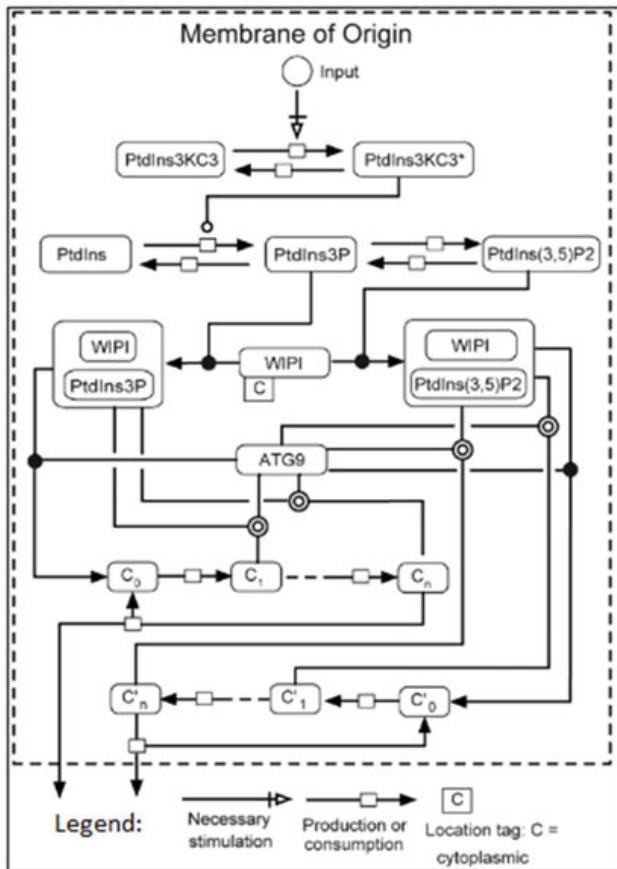 Membrane of Origin
Input
PtdIns3KC3
PtdIns3KC3*
PtdIns
PtdIns3P
PtdIns(3,5)P2
WIPI
PtdIns3P
WIPI
C
WIPI
PtdIns(3,5)P2
ATG9
C0
C1
Cn
C'n
C'1
C'0
Legend:
Necessary
stimulation
Production or
consumption
C
Location tag: C =
cytoplasmic